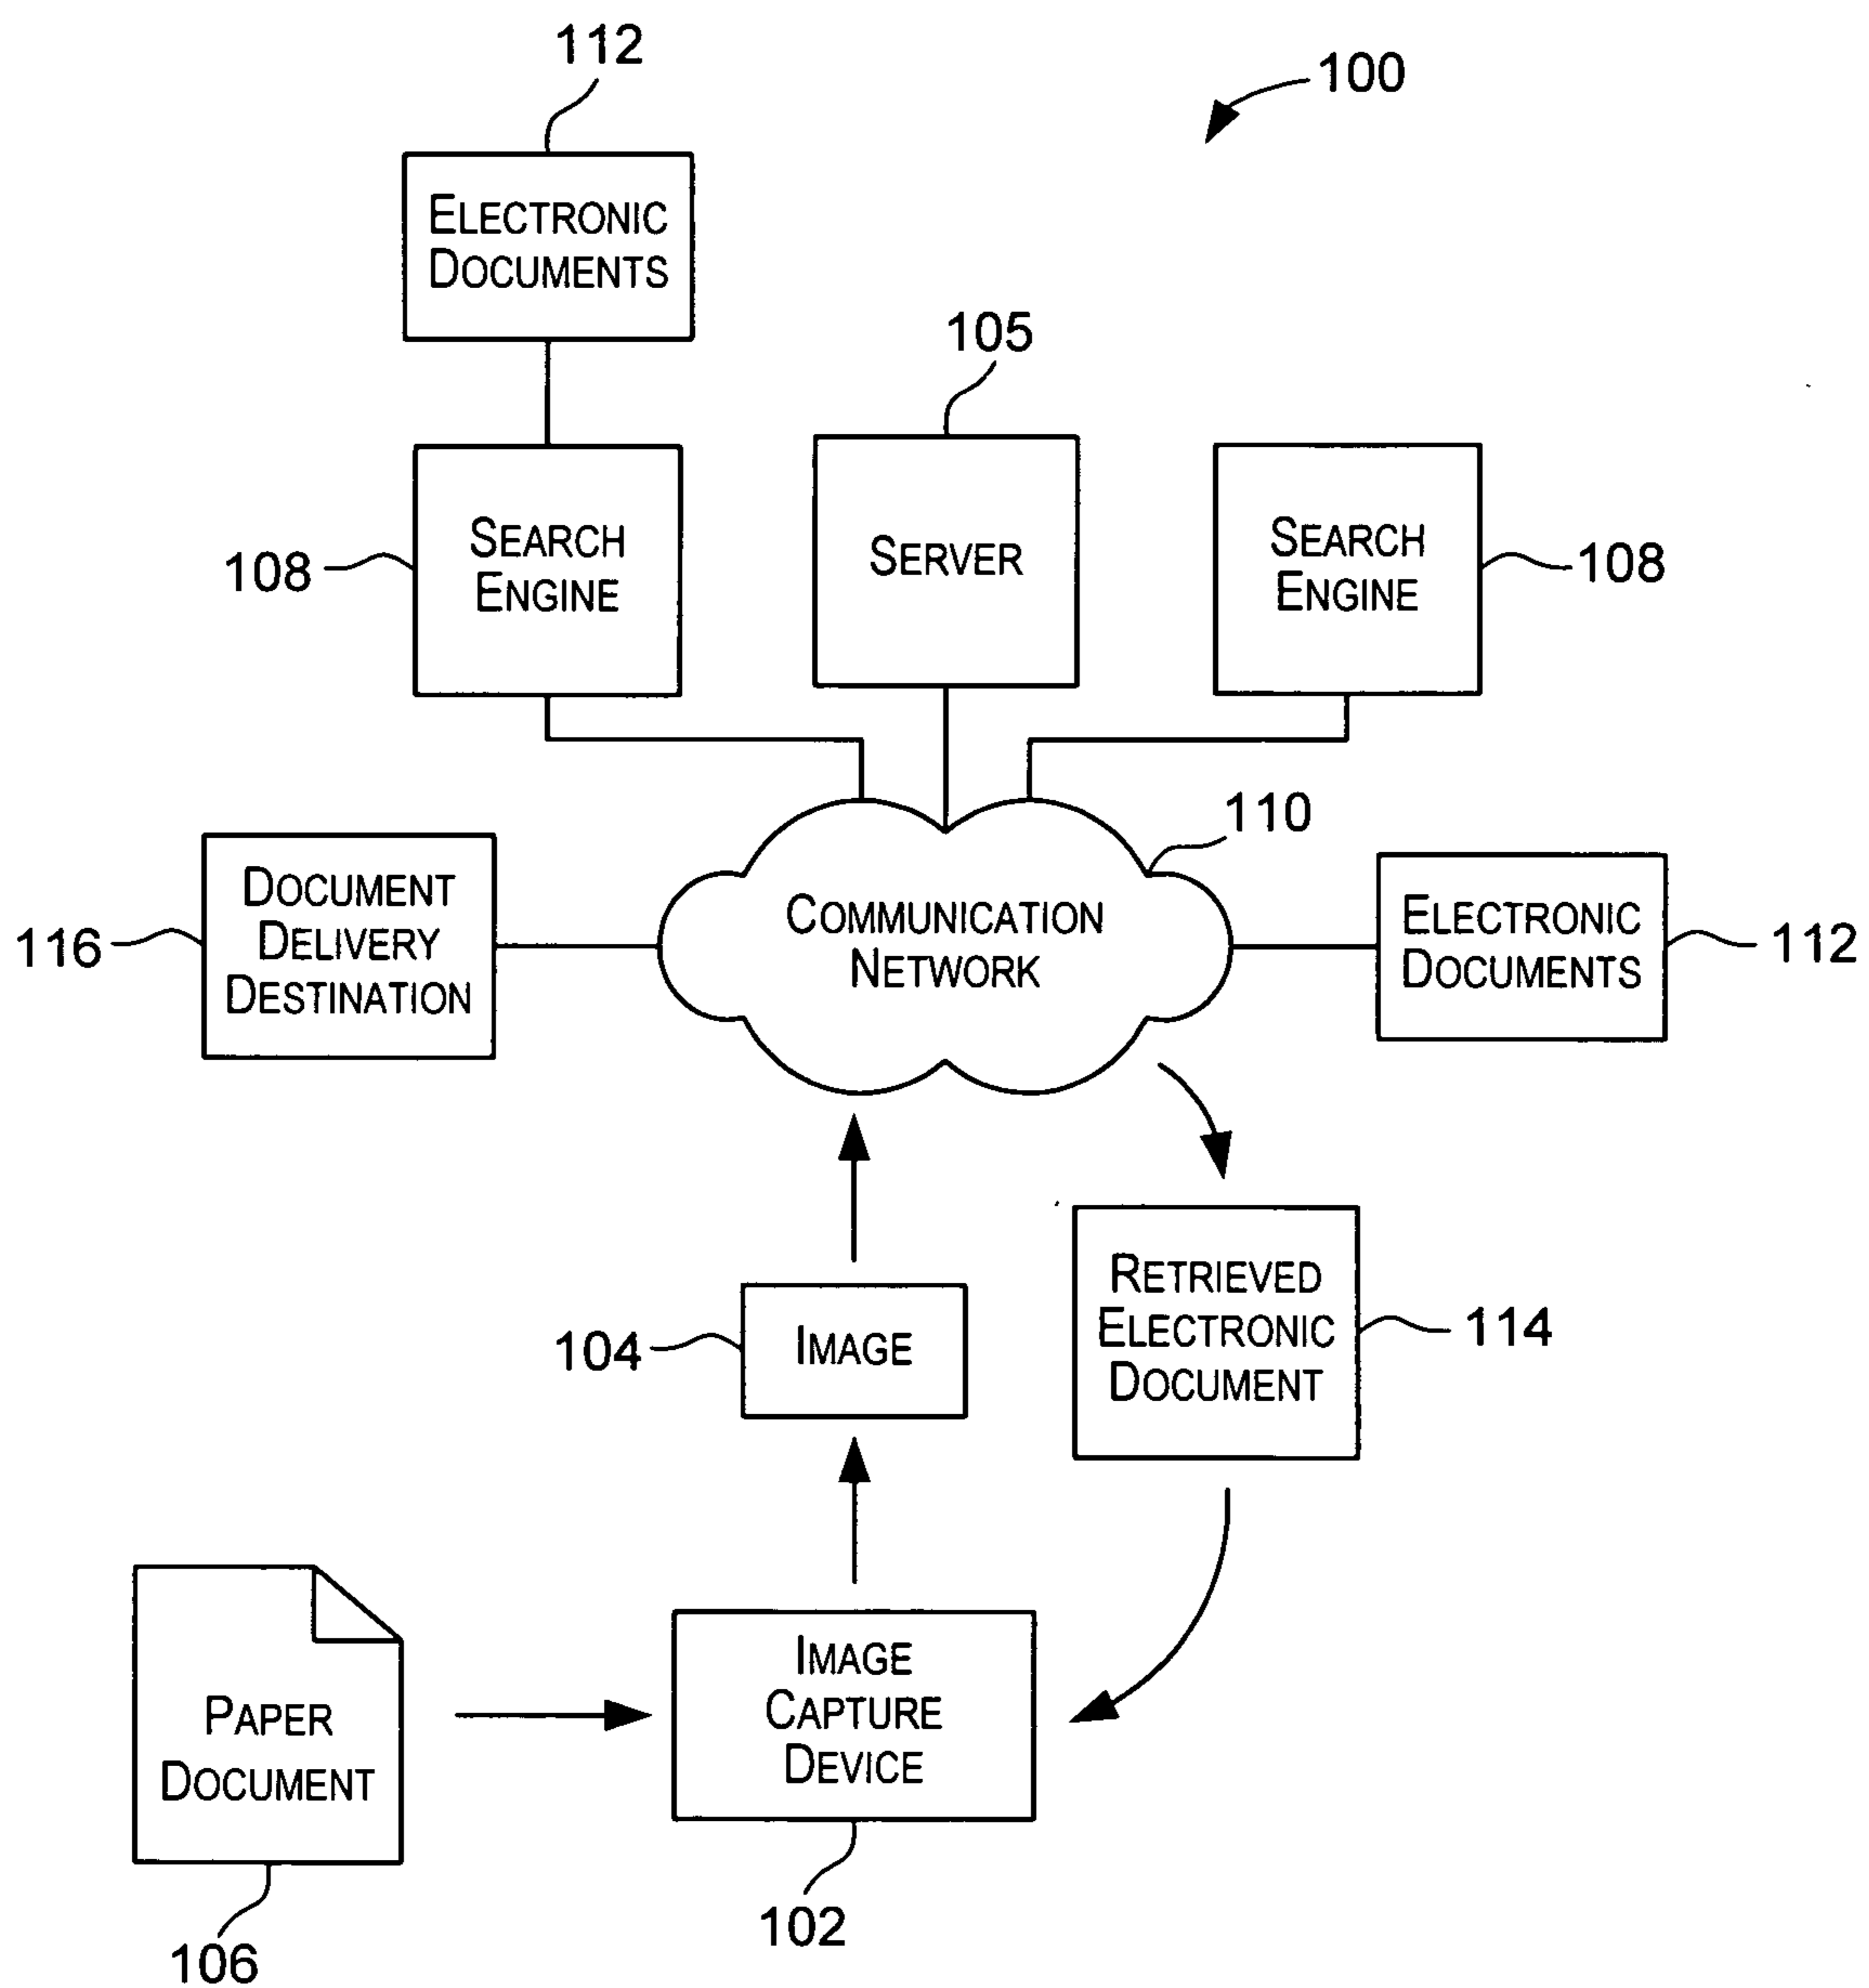 112
100
ELECTRONIC
DOCUMENTS
105
108
SEARCH
ENGINE
SERVER
SEARCH
ENGINE
108
110
116
DOCUMENT
DELIVERY
DESTINATION
COMMUNICATION
NETWORK
ELECTRONIC
DOCUMENTS
112
104
IMAGE
RETRIEVED
ELECTRONIC
DOCUMENT
114
PAPER
DOCUMENT
IMAGE
CAPTURE
DEVICE
102
106